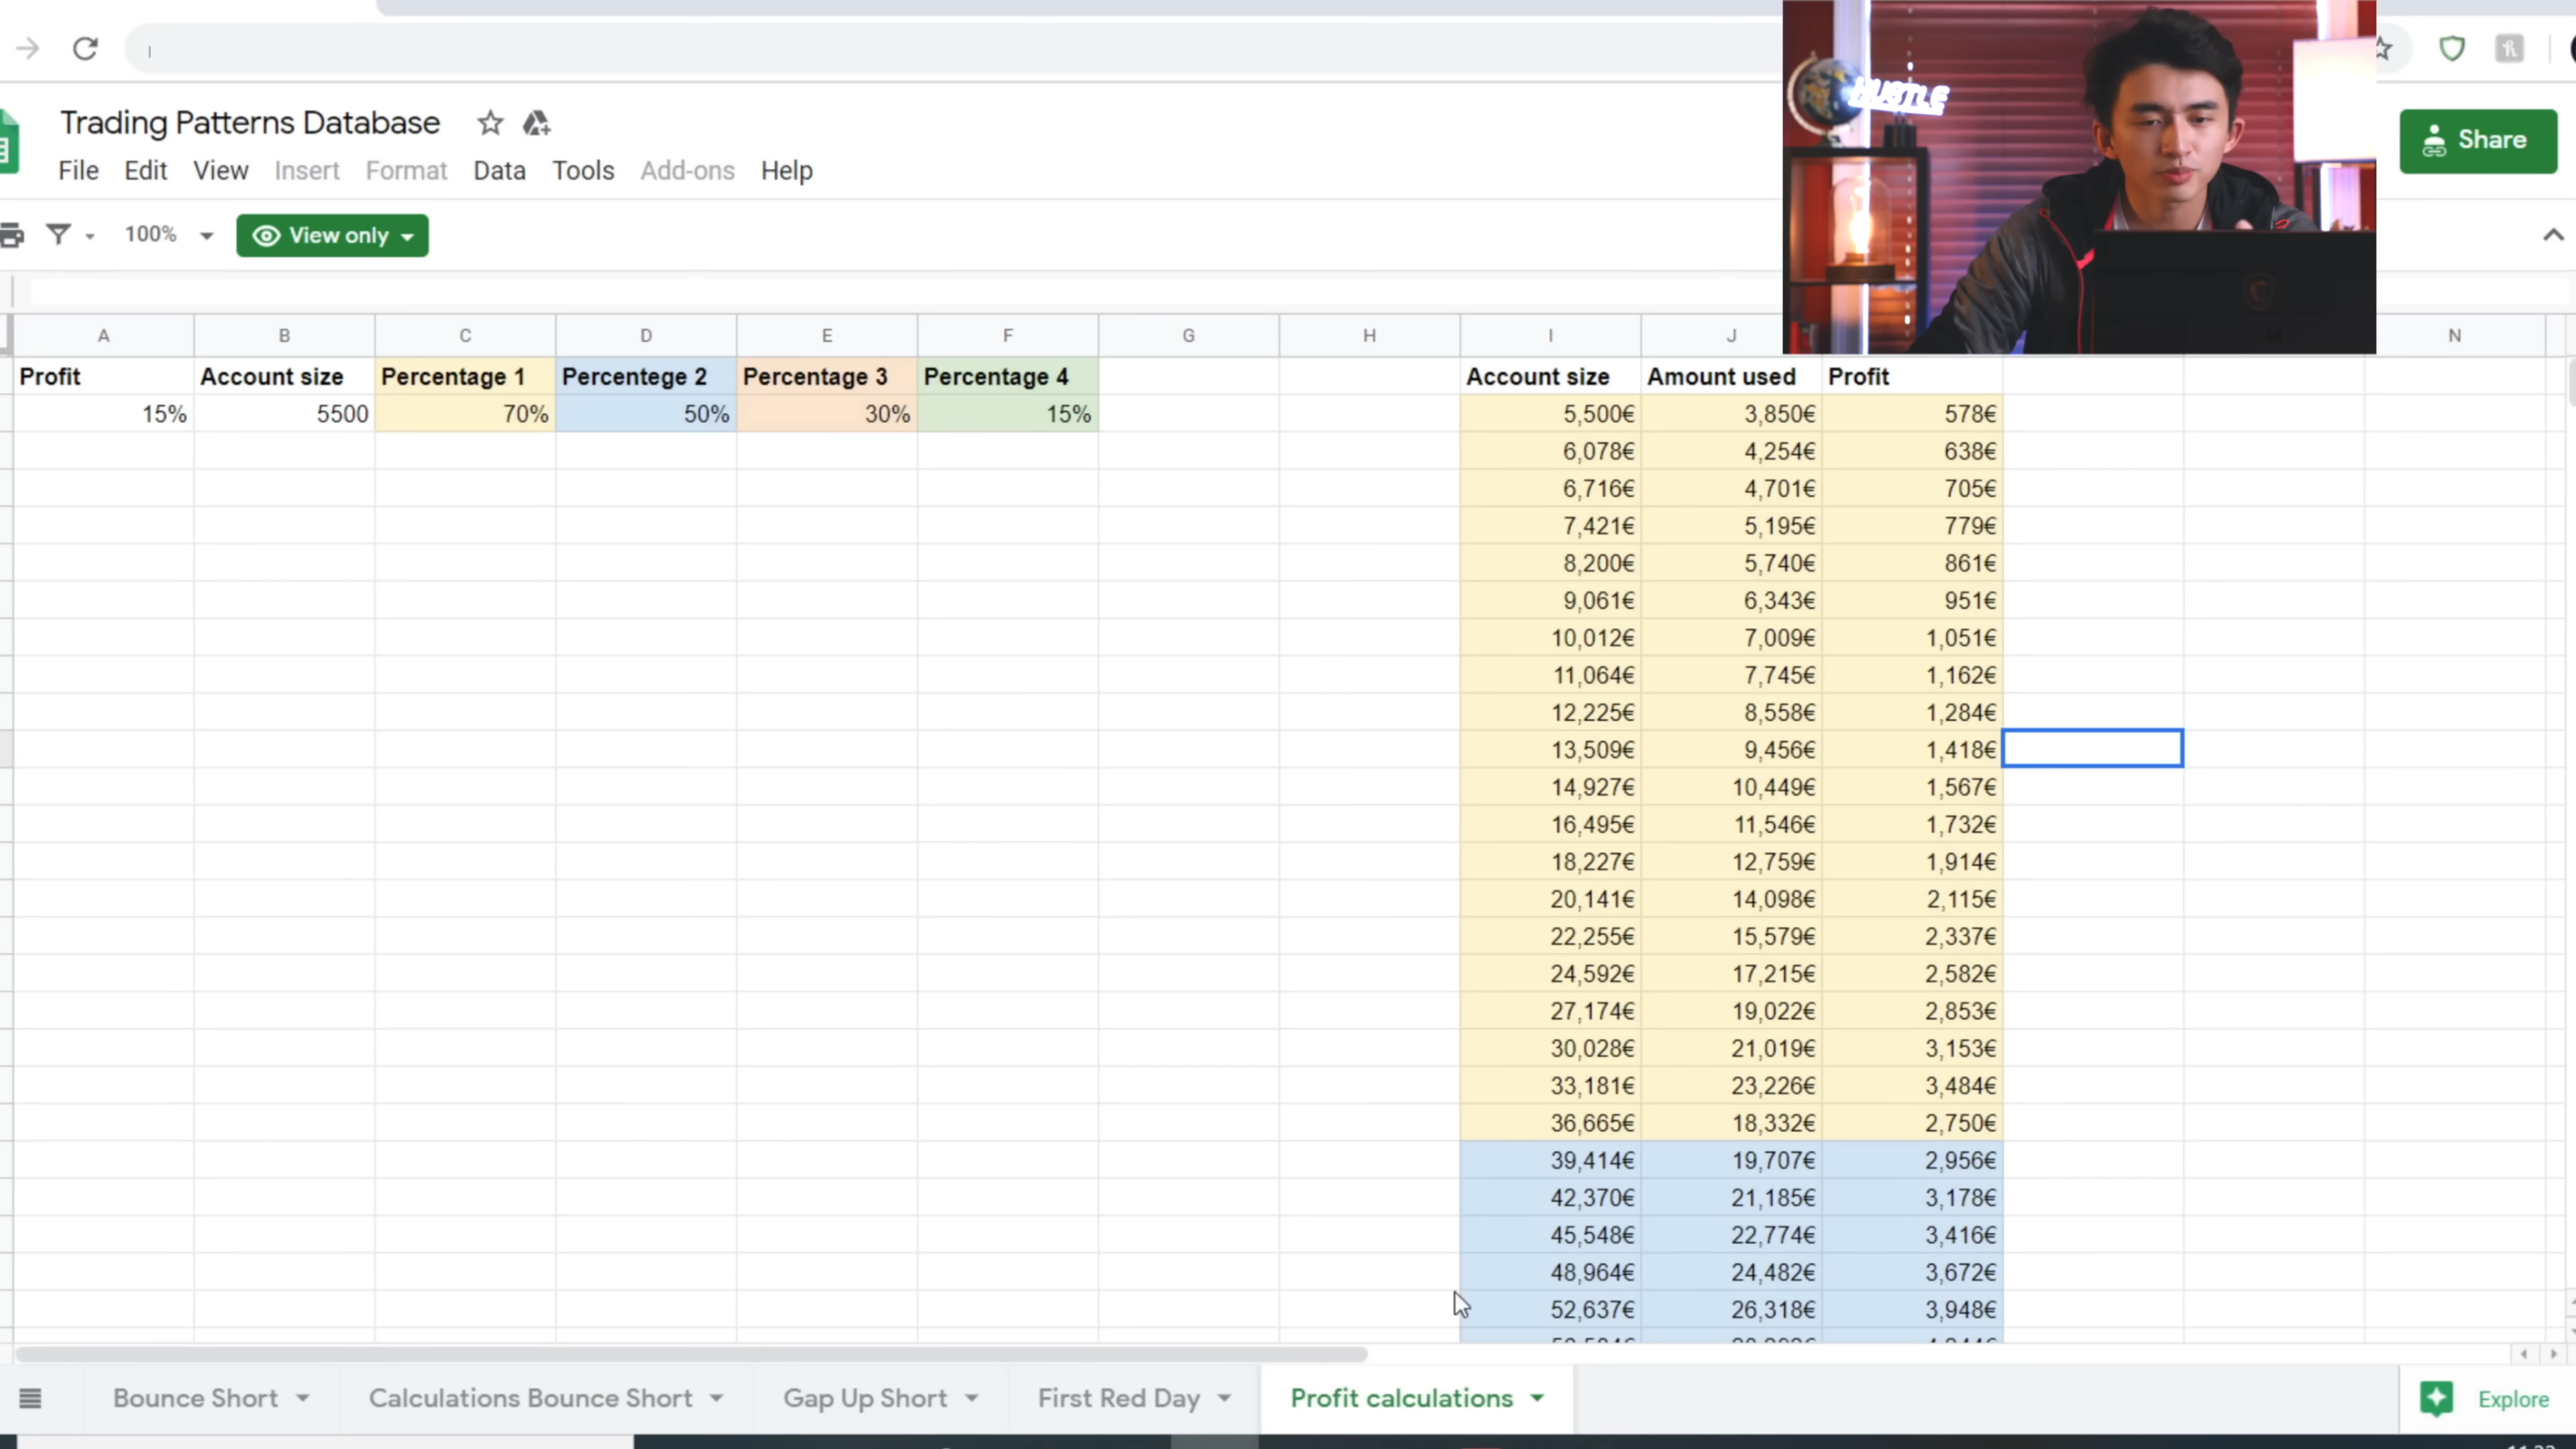 HUSTLE
Trading Patterns Database
Share
File Edit View Insert Format Data Tools Add-ons Help
100% View only
A B C D E F G H I J N
Profit Account size Percentage 1 Percentege 2 Percentage 3 Percentage 4 Account size Amount used Profit
15% 5500 70% 50% 30% 15% 5,500€ 3,850€ 578€
6,078€ 4,254€ 638€
6,716€ 4,701€ 705€
7,421€ 5,195€ 779€
8,200€ 5,740€ 861€
9,061€ 6,343€ 951€
10,012€ 7,009€ 1,051€
11,064€ 7,745€ 1,162€
12,225€ 8,558€ 1,284€
13,509€ 9,456€ 1,418€
14,927€ 10,449€ 1,567€
16,495€ 11,546€ 1,732€
18,227€ 12,759€ 1,914€
20,141€ 14,098€ 2,115€
22,255€ 15,579€ 2,337€
24,592€ 17,215€ 2,582€
27,174€ 19,022€ 2,853€
30,028€ 21,019€ 3,153€
33,181€ 23,226€ 3,484€
36,665€ 18,332€ 2,750€
39,414€ 19,707€ 2,956€
42,370€ 21,185€ 3,178€
45,548€ 22,774€ 3,416€
48,964€ 24,482€ 3,672€
52,637€ 26,318€ 3,948€
Bounce Short Calculations Bounce Short Gap Up Short First Red Day Profit calculations Explore